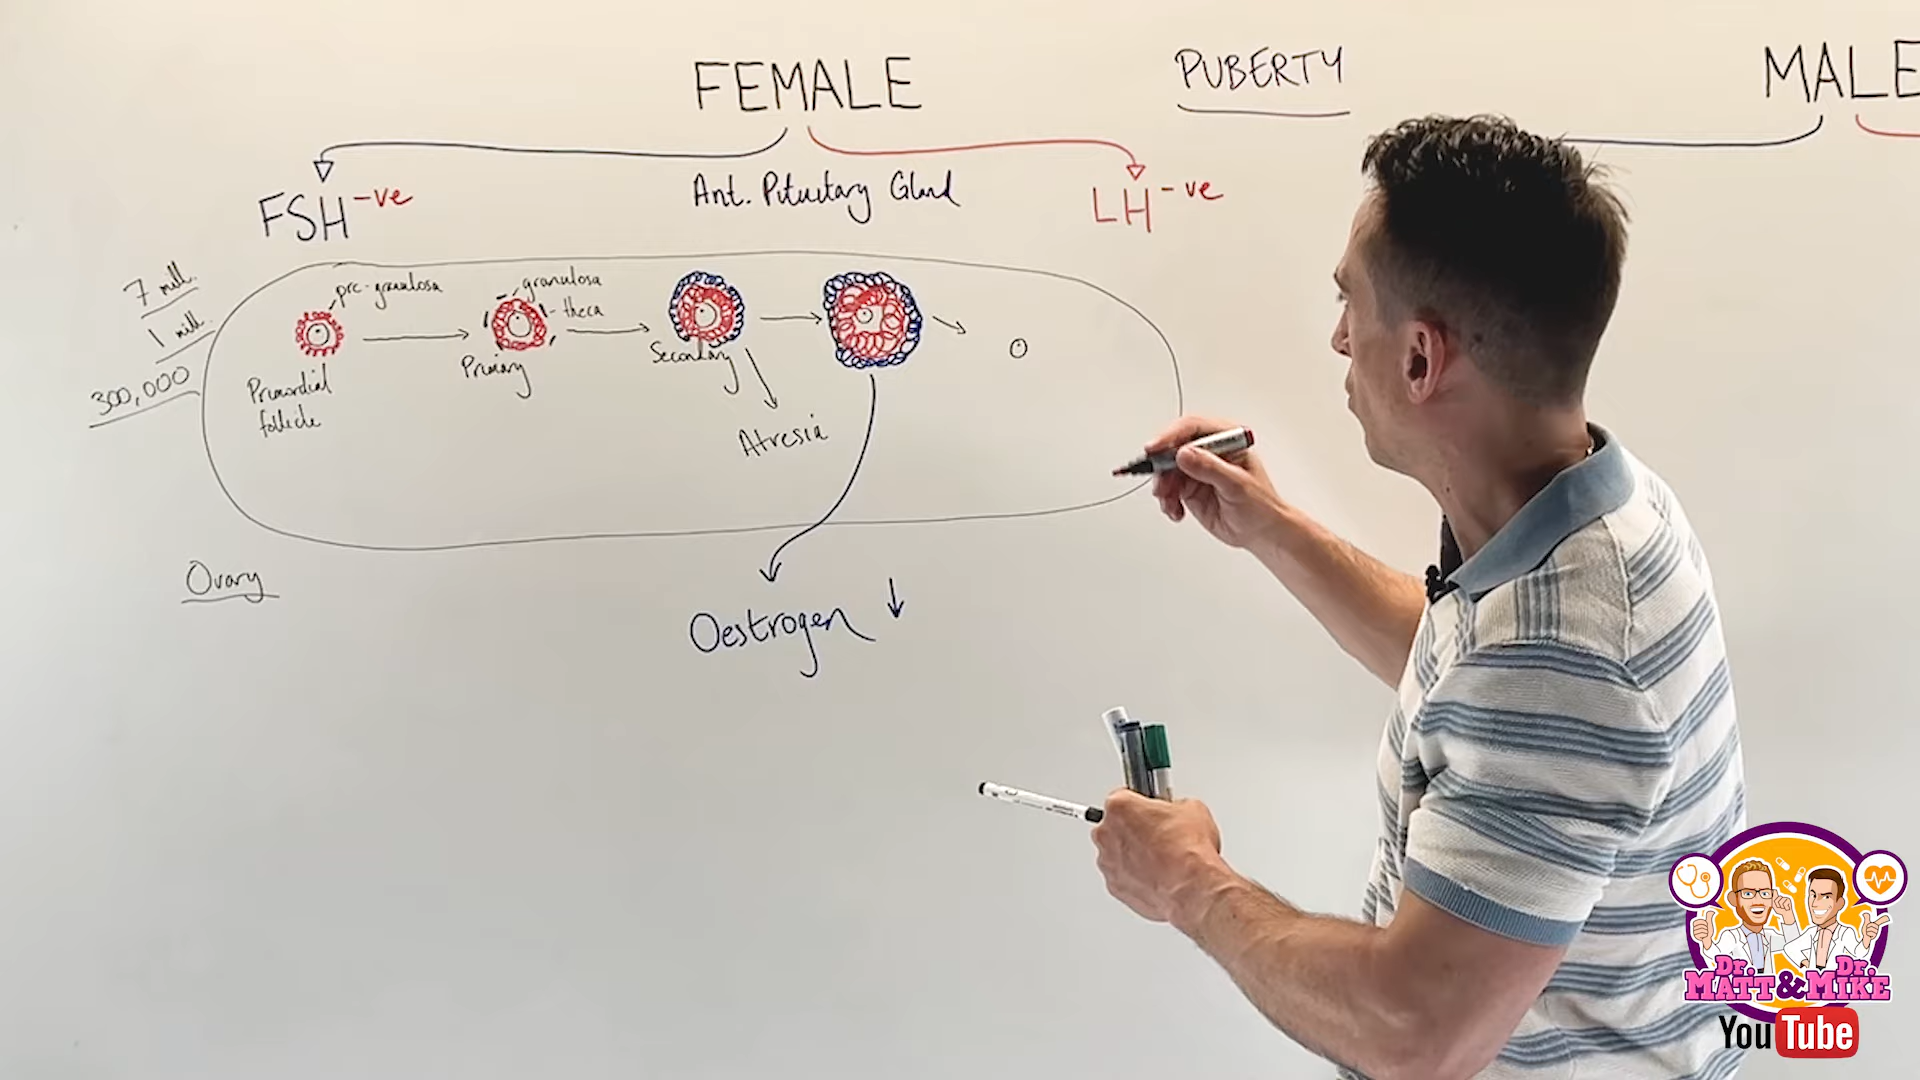 FEMALE
PUBERTY
MALE
FSH -ve
Ant. Pituitary Gland
LH -ve
7 mill.
1 mill.
300,000
pre-granulosa
granulosa
theca
Primordial
follicle
Primary
Secondary
Atresia
Ovary
Oestrogen ↓
Dr. Dr.
MATT & MIKE
YouTube